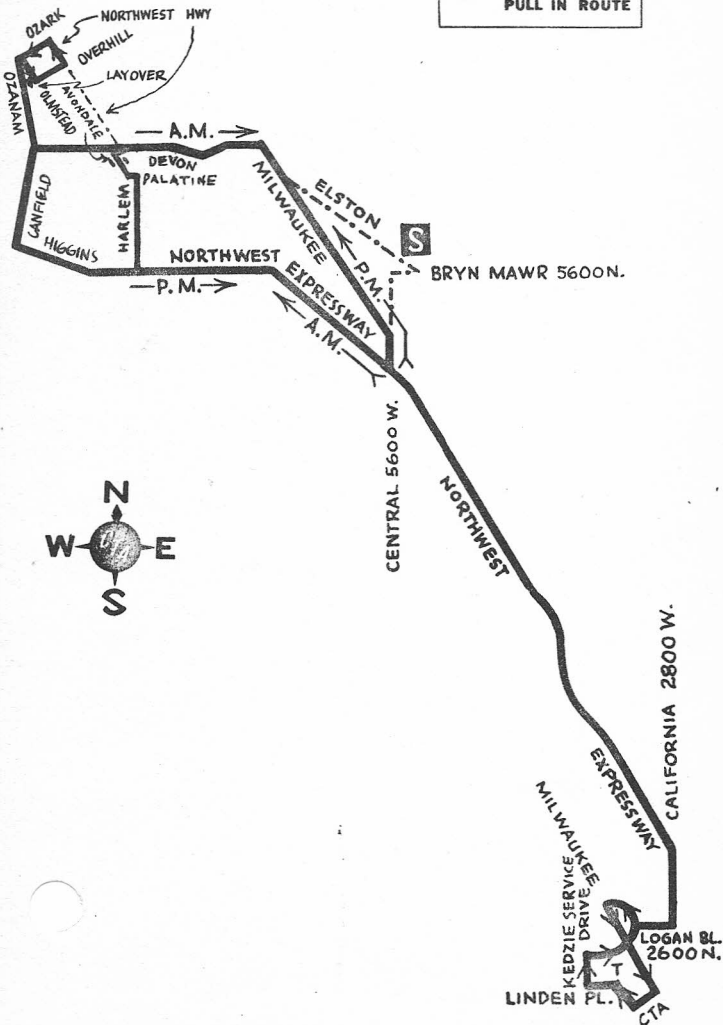 PULL IN ROUTE
OZARK
NORTHWEST HWY
OVERHILL
LAYOVER
OZANAM
AVONDALE
OLMSTEAD
A.M.
DEVON
PALATINE
CANFIELD
HIGGINS
HARLEM
MILWAUKEE
ELSTON
S
BRYN MAWR 5600N.
P.M.
NORTHWEST
EXPRESSWAY
P.M.
A.M.
CENTRAL 5600 W.
NORTHWEST
EXPRESSWAY
N
W
E
S
CALIFORNIA 2800 W.
MILWAUKEE
KEDZIE SERVICE
DRIVE
LOGAN BL.
2600 N.
T
LINDEN PL.
CTA